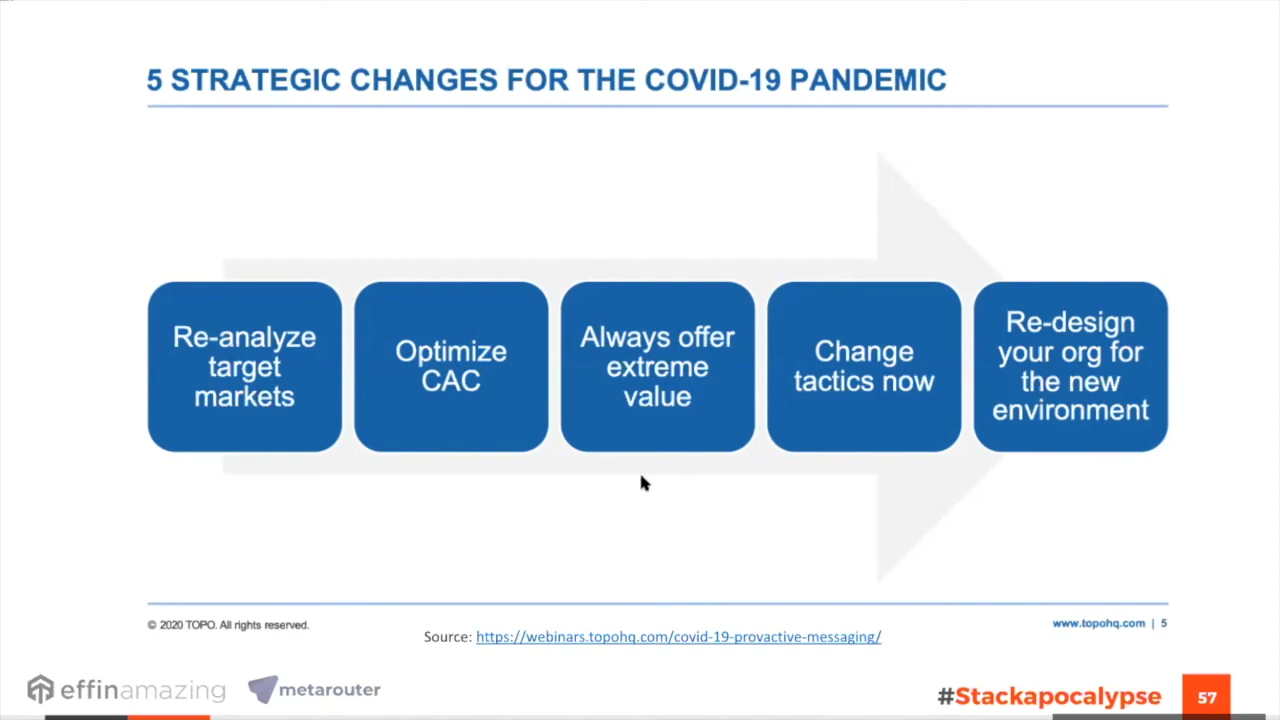 5 STRATEGIC CHANGES FOR THE COVID-19 PANDEMIC
Re-analyze
target
markets
Optimize
CAC
Always offer
extreme
value
Change
tactics now
Re-design
your org for
the new
environment
© 2020 TOPO. All rights reserved.
www.topohq.com | 5
Source: https://webinars.topohq.com/covid-19-provactive-messaging/
effinamazing
metarouter
#Stackapocalypse
57